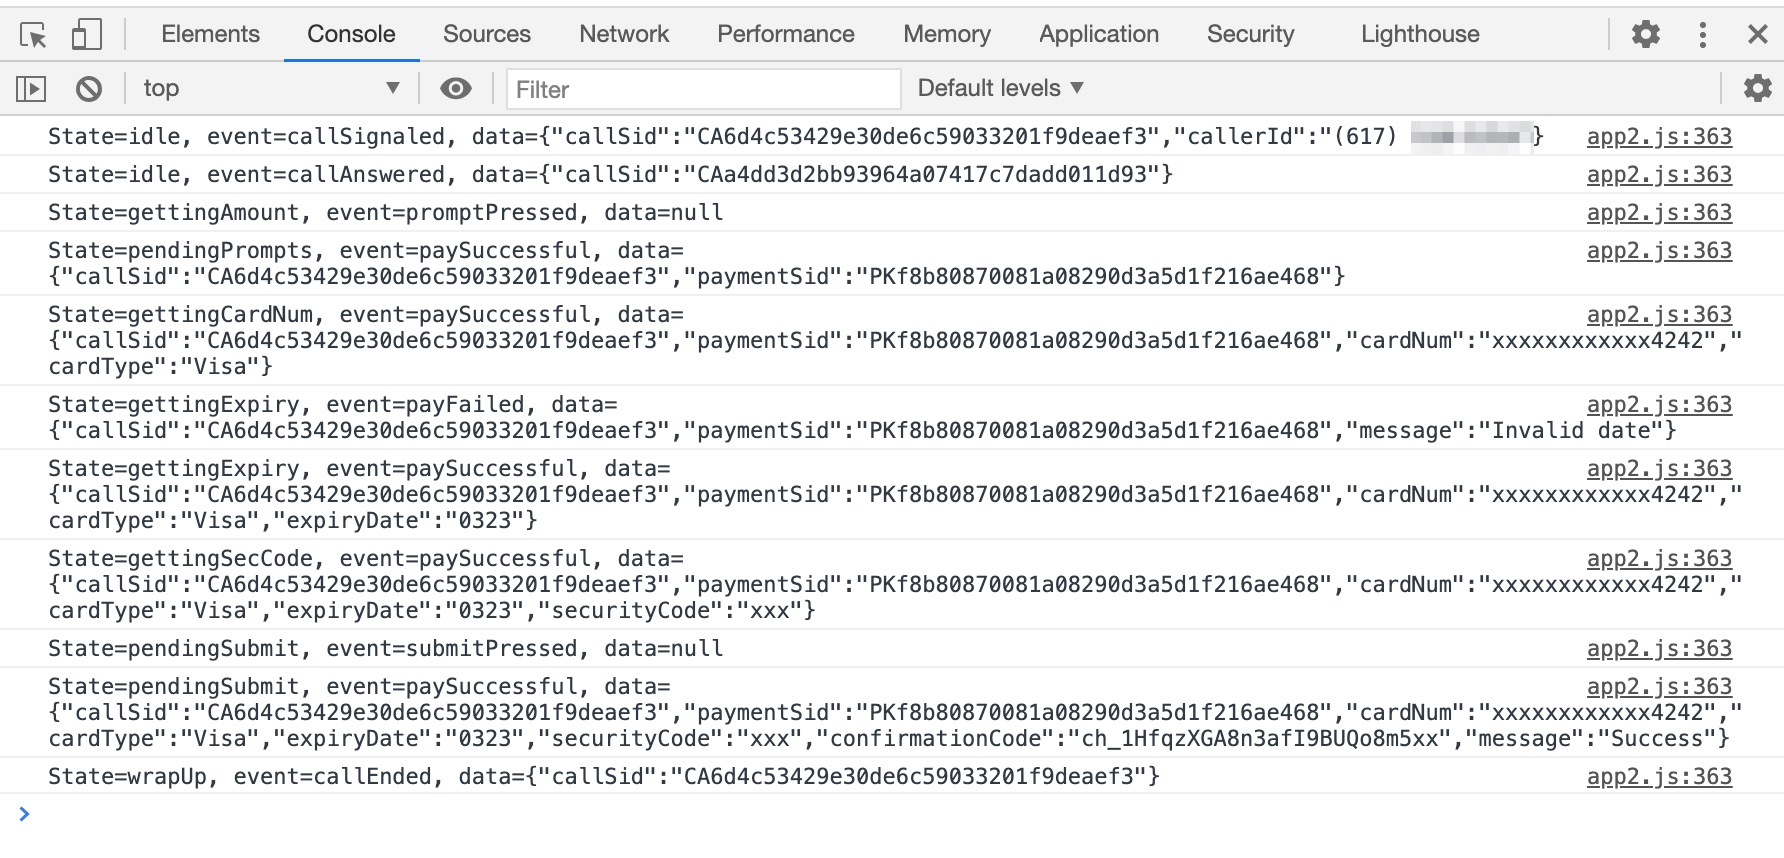 Elements Console Sources Network Performance Memory Application Security Lighthouse
top ▼ Filter Default levels ▼
State=idle, event=callSignaled, data={"callSid":"CA6d4c53429e30de6c59033201f9deaef3","callerId":"(617) } app2.js:363
State=idle, event=callAnswered, data={"callSid":"CAa4dd3d2bb93964a07417c7dadd011d93"} app2.js:363
State=gettingAmount, event=promptPressed, data=null app2.js:363
State=pendingPrompts, event=paySuccessful, data= app2.js:363
{"callSid":"CA6d4c53429e30de6c59033201f9deaef3","paymentSid":"PKf8b80870081a08290d3a5d1f216ae468"}
State=gettingCardNum, event=paySuccessful, data= app2.js:363
{"callSid":"CA6d4c53429e30de6c59033201f9deaef3","paymentSid":"PKf8b80870081a08290d3a5d1f216ae468","cardNum":"xxxxxxxxxxxx4242","
cardType":"Visa"}
State=gettingExpiry, event=payFailed, data= app2.js:363
{"callSid":"CA6d4c53429e30de6c59033201f9deaef3","paymentSid":"PKf8b80870081a08290d3a5d1f216ae468","message":"Invalid date"}
State=gettingExpiry, event=paySuccessful, data= app2.js:363
{"callSid":"CA6d4c53429e30de6c59033201f9deaef3","paymentSid":"PKf8b80870081a08290d3a5d1f216ae468","cardNum":"xxxxxxxxxxxx4242","
cardType":"Visa","expiryDate":"0323"}
State=gettingSecCode, event=paySuccessful, data= app2.js:363
{"callSid":"CA6d4c53429e30de6c59033201f9deaef3","paymentSid":"PKf8b80870081a08290d3a5d1f216ae468","cardNum":"xxxxxxxxxxxx4242","
cardType":"Visa","expiryDate":"0323","securityCode":"xxx"}
State=pendingSubmit, event=submitPressed, data=null app2.js:363
State=pendingSubmit, event=paySuccessful, data= app2.js:363
{"callSid":"CA6d4c53429e30de6c59033201f9deaef3","paymentSid":"PKf8b80870081a08290d3a5d1f216ae468","cardNum":"xxxxxxxxxxxx4242","
cardType":"Visa","expiryDate":"0323","securityCode":"xxx","confirmationCode":"ch_1HfqzXGA8n3afI9BUQo8m5xx","message":"Success"}
State=wrapUp, event=callEnded, data={"callSid":"CA6d4c53429e30de6c59033201f9deaef3"} app2.js:363